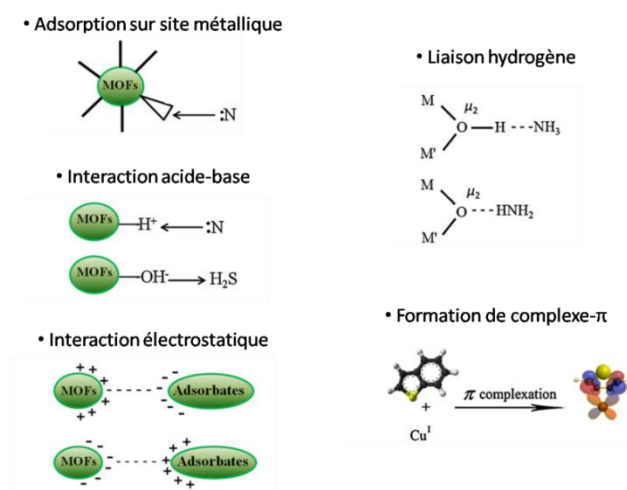 • Adsorption sur site métallique
MOFs
:N
• Interaction acide-base
MOFs -H⁺ :N
MOFs -OH⁻ H₂S
• Interaction électrostatique
+ + + + + + MOFs - - - - - - - - - - - Adsorbates
- - - - - MOFs - - - - - - + + + + + + Adsorbates
• Liaison hydrogène
M
μ₂
O — H ---NH₃
M'
M
μ₂
O ---HNH₂
M'
• Formation de complexe-π
+
π complexation
Cuᴵ